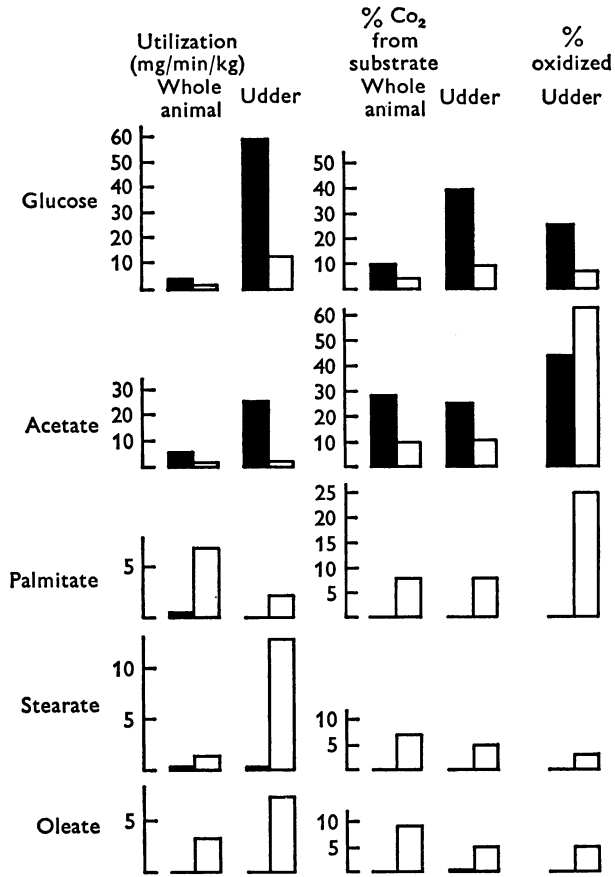 Utilization
(mg/min/kg)
Whole
animal
Udder
% Co₂
from
substrate
Whole
animal
Udder
%
oxidized
Udder
Glucose
60
50
40
30
20
10
50
40
30
20
10
Acetate
30
20
10
60
50
40
30
20
10
Palmitate
5
25
20
15
10
5
Stearate
10
5
10
5
Oleate
5
10
5